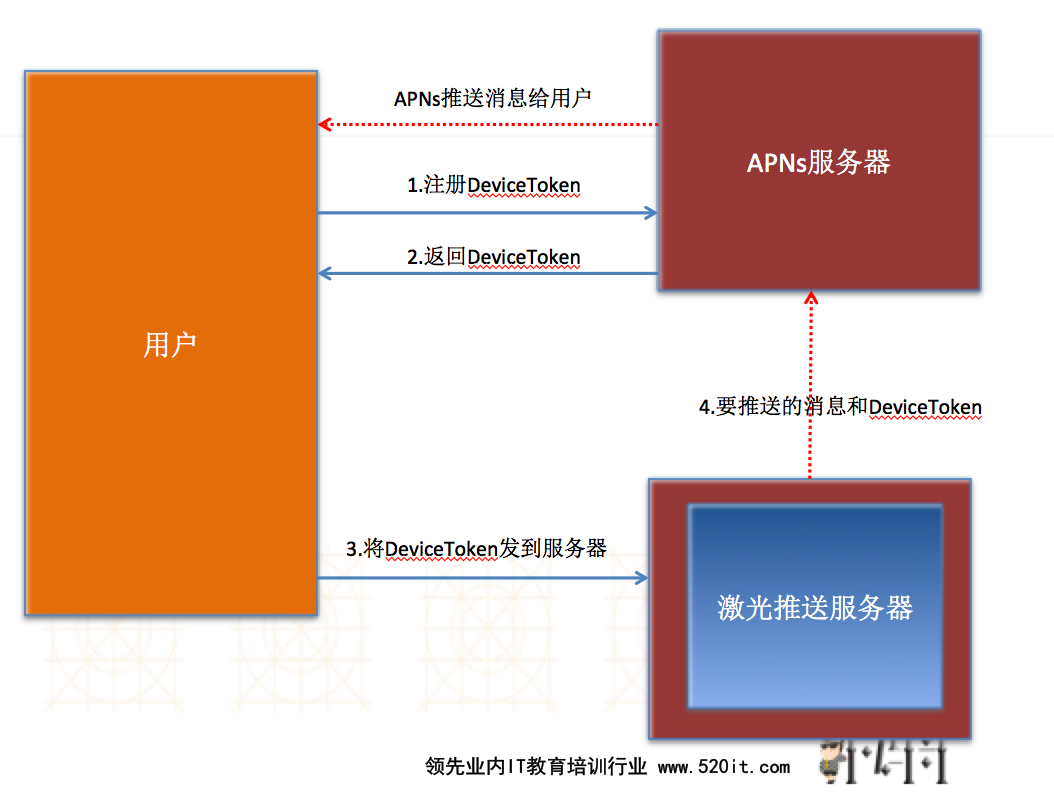 APNs推送消息给用户
APNs服务器
1.注册DeviceToken
2.返回DeviceToken
用户
4.要推送的消息和DeviceToken
3.将DeviceToken发到服务器
激光推送服务器
领先业内IT教育培训行业 www.520it.com